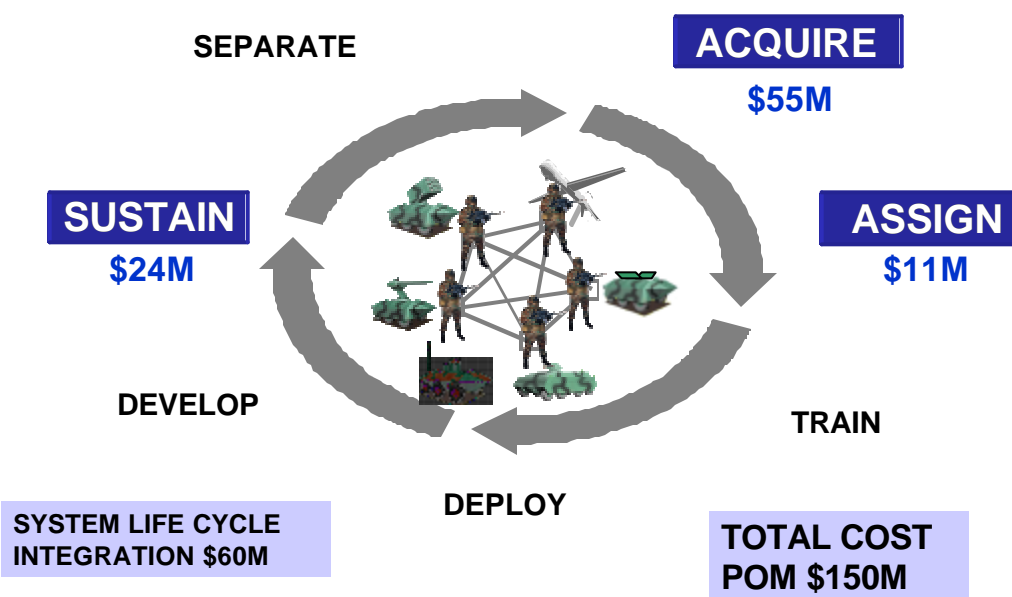 SEPARATE
ACQUIRE
$55M
SUSTAIN
$24M
ASSIGN
$11M
DEVELOP
TRAIN
DEPLOY
SYSTEM LIFE CYCLE
INTEGRATION $60M
TOTAL COST
POM $150M